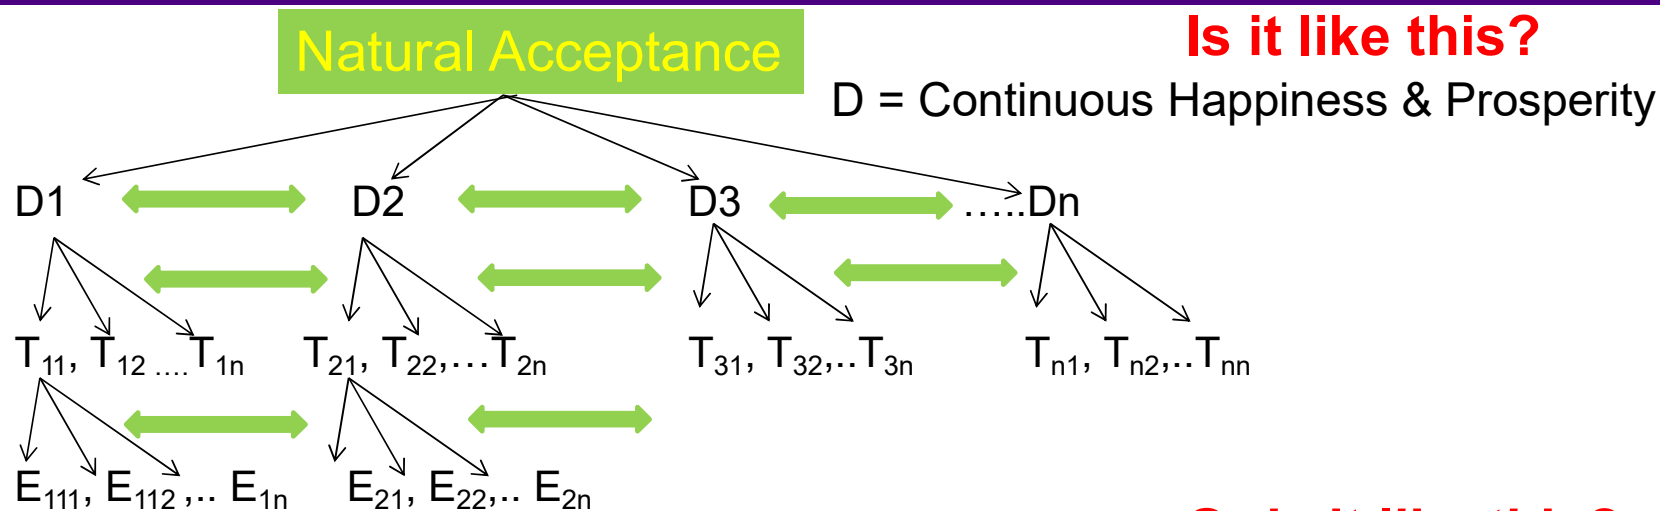 Natural Acceptance
Is it like this?
D = Continuous Happiness & Prosperity
D1 D2 D3 …..Dn
T11, T12 ….T1n T21, T22,…T2n T31, T32,..T3n Tn1, Tn2,..Tnn
E111, E112 ,.. E1n E21, E22,.. E2n